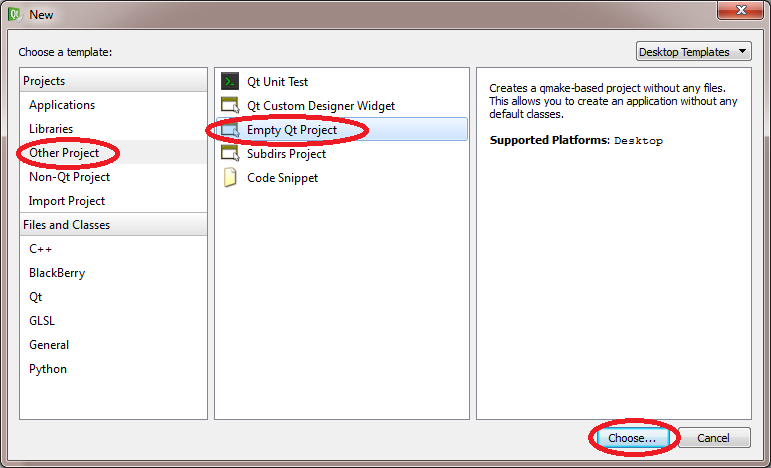 New
Choose a template:
Desktop Templates
Projects
Applications
Libraries
Other Project
Non-Qt Project
Import Project
Files and Classes
C++
BlackBerry
Qt
GLSL
General
Python
Qt Unit Test
Qt Custom Designer Widget
Empty Qt Project
Subdirs Project
Code Snippet
Creates a qmake-based project without any files.
This allows you to create an application without any
default classes.
Supported Platforms: Desktop
Choose...
Cancel